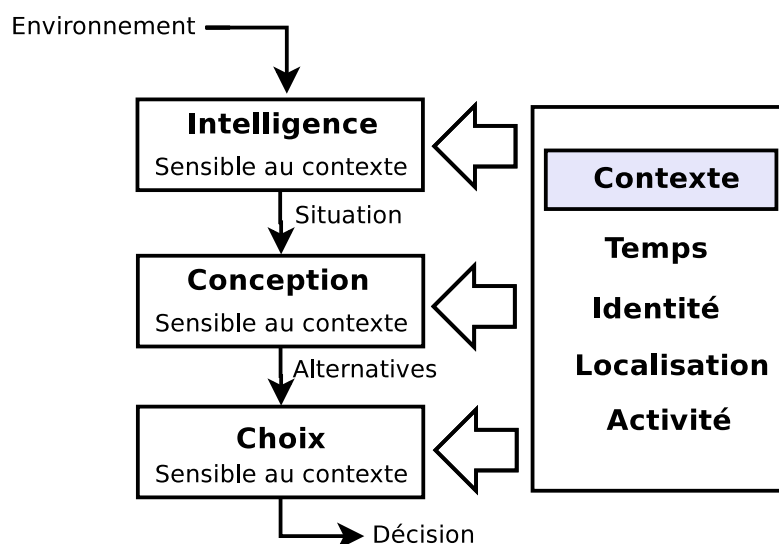 Environnement
Intelligence
Sensible au contexte
Situation
Conception
Sensible au contexte
Alternatives
Choix
Sensible au contexte
Décision
Contexte
Temps
Identité
Localisation
Activité